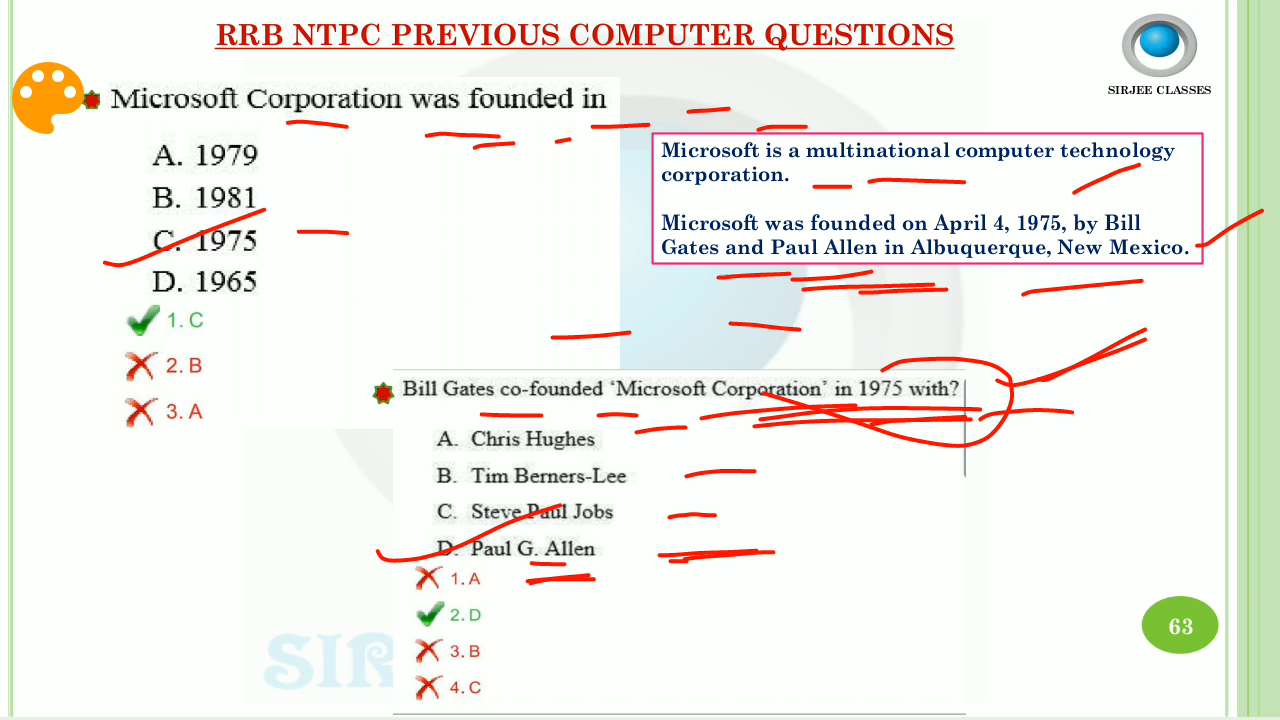 RRB NTPC PREVIOUS COMPUTER QUESTIONS
SIRJEE CLASSES
Microsoft Corporation was founded in
A. 1979
B. 1981
C. 1975
D. 1965
1. C
2. B
3. A
Microsoft is a multinational computer technology
corporation.
Microsoft was founded on April 4, 1975, by Bill
Gates and Paul Allen in Albuquerque, New Mexico.
Bill Gates co-founded ‘Microsoft Corporation’ in 1975 with?
A. Chris Hughes
B. Tim Berners-Lee
C. Steve Paul Jobs
D. Paul G. Allen
1. A
2. D
3. B
4. C
SIR
63